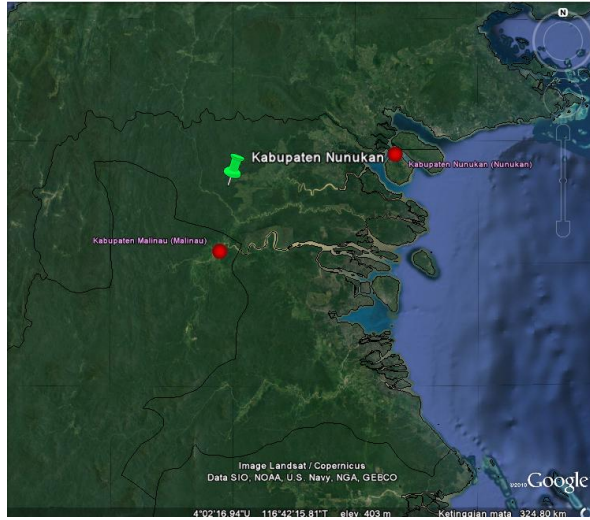 N
Kabupaten Nunukan
Kabupaten Nunukan (Nunukan)
Kabupaten Malinau (Malinau)
Image Landsat / Copernicus
Data SIO, NOAA, U.S. Navy, NGA, GEBCO
©2010 Google
4°02'16.94"U 116°42'15.81"T elev 403 m Ketinggian mata 324.80 km